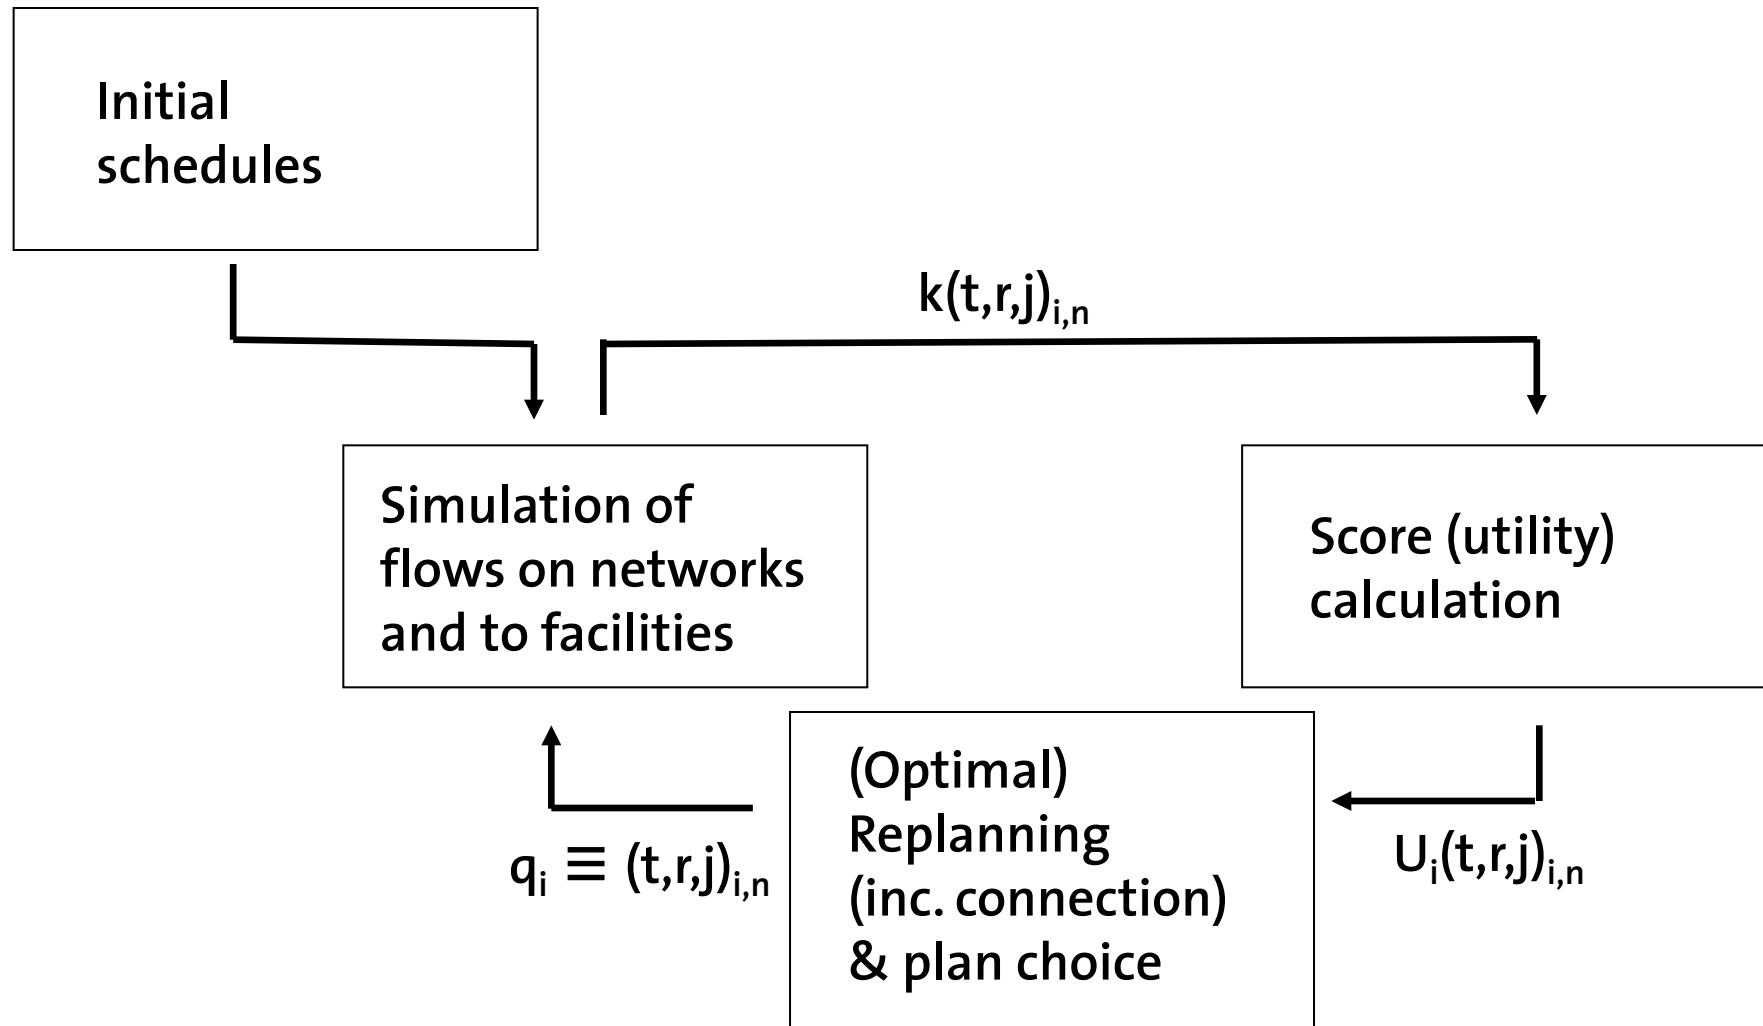 Initial
schedules
k(t,r,j)i,n
Simulation of
flows on networks
and to facilities
Score (utility)
calculation
(Optimal)
Replanning
(inc. connection)
& plan choice
qi ≡ (t,r,j)i,n
Ui(t,r,j)i,n